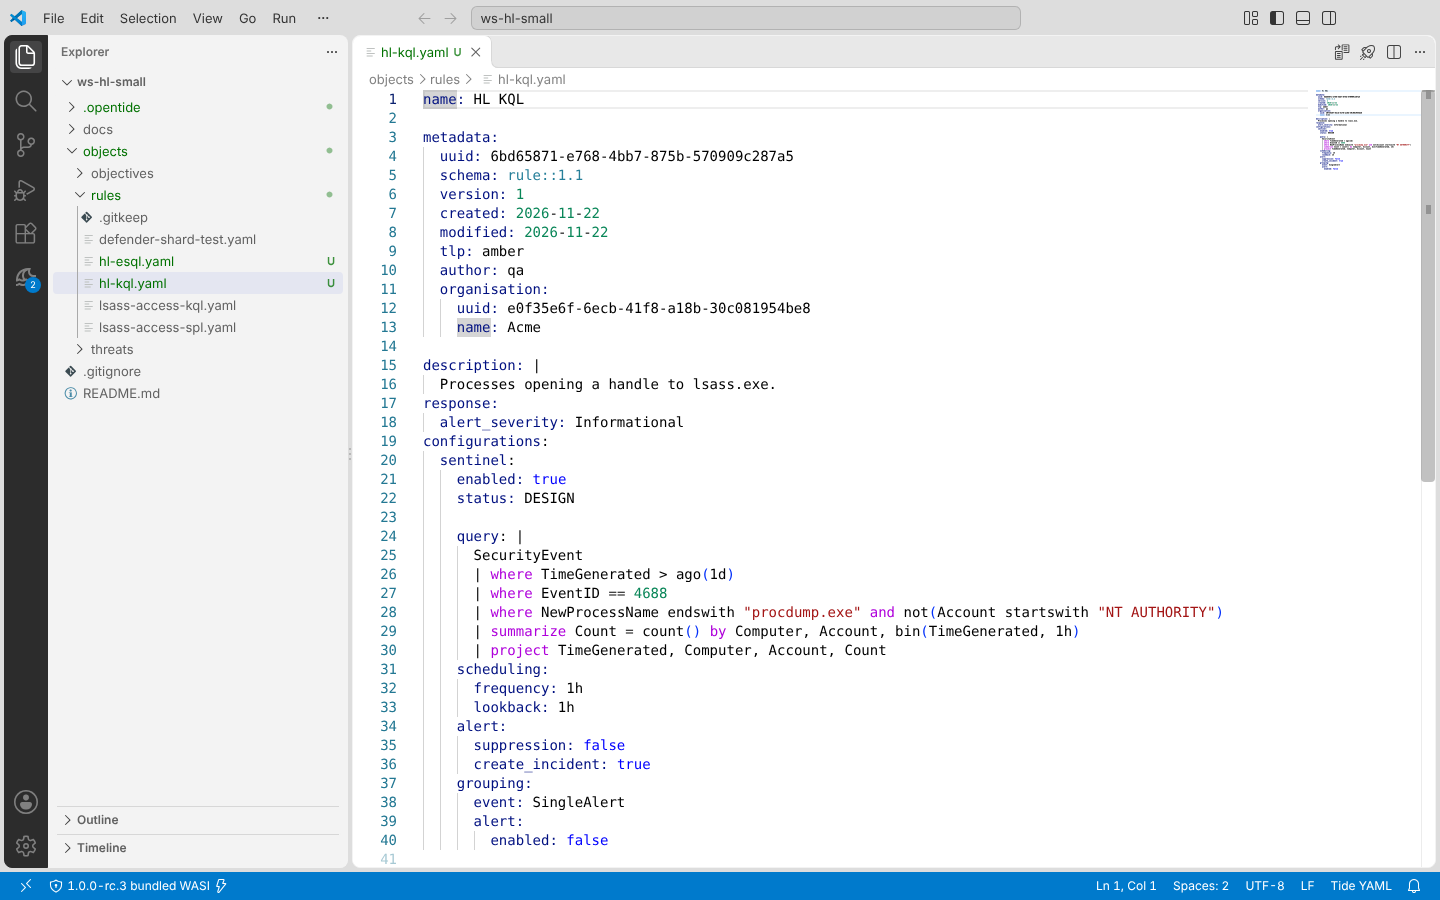 File Edit Selection View Go Run ···
ws-hl-small
Explorer
ws-hl-small
.opentide
docs
objects
objectives
rules
.gitkeep
defender-shard-test.yaml
hl-esql.yaml U
hl-kql.yaml U
lsass-access-kql.yaml
lsass-access-spl.yaml
threats
.gitignore
README.md
Outline
Timeline
2
hl-kql.yaml U
objects > rules > hl-kql.yaml
1 name: HL KQL
2
3 metadata:
4 uuid: 6bd65871-e768-4bb7-875b-570909c287a5
5 schema: rule::1.1
6 version: 1
7 created: 2026-11-22
8 modified: 2026-11-22
9 tlp: amber
10 author: qa
11 organisation:
12 uuid: e0f35e6f-6ecb-41f8-a18b-30c081954be8
13 name: Acme
14
15 description: |
16 Processes opening a handle to lsass.exe.
17 response:
18 alert_severity: Informational
19 configurations:
20 sentinel:
21 enabled: true
22 status: DESIGN
23
24 query: |
25 SecurityEvent
26 | where TimeGenerated > ago(1d)
27 | where EventID == 4688
28 | where NewProcessName endswith "procdump.exe" and not(Account startswith "NT AUTHORITY")
29 | summarize Count = count() by Computer, Account, bin(TimeGenerated, 1h)
30 | project TimeGenerated, Computer, Account, Count
31 scheduling:
32 frequency: 1h
33 lookback: 1h
34 alert:
35 suppression: false
36 create_incident: true
37 grouping:
38 event: SingleAlert
39 alert:
40 enabled: false
41
1.0.0-rc.3 bundled WASI
Ln 1, Col 1 Spaces: 2 UTF-8 LF Tide YAML